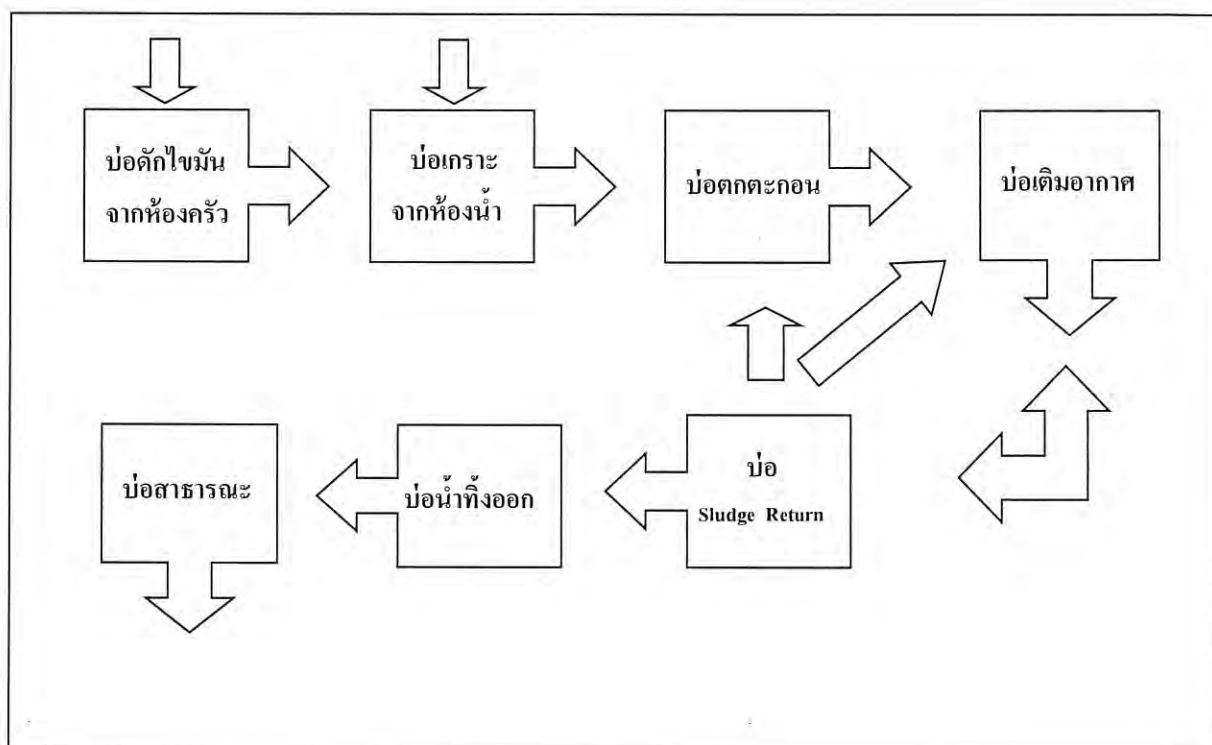 บ่อดักไขมัน
จากห้องครัว
บ่อเกราะ
จากห้องน้ำ
บ่อตกตะกอน
บ่อเติมอากาศ
บ่อสาธารณะ
บ่อน้ำทิ้งออก
บ่อ
Sludge Return